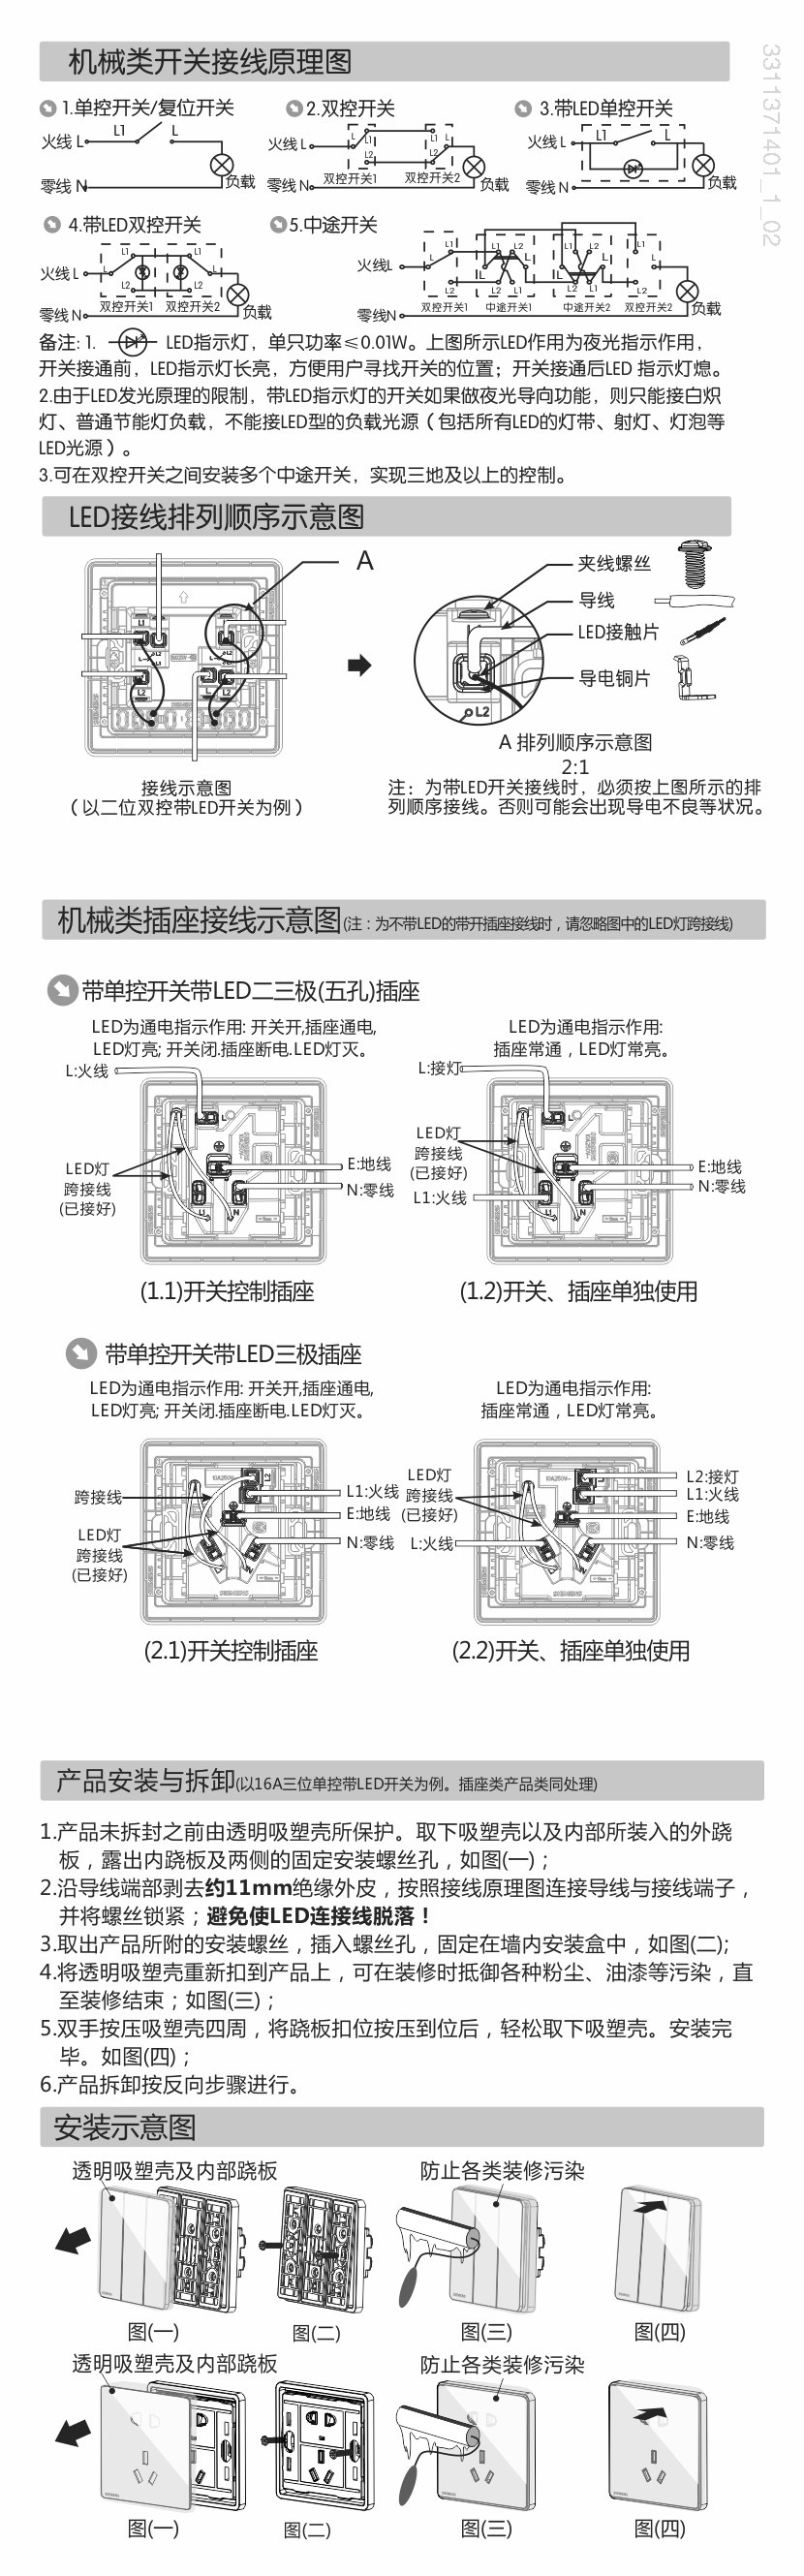 机械类开关接线原理图
3311371401_1_02
1.单控开关/复位开关
火线 L
L1
L
零线 N
负载
2.双控开关
火线 L
L
L1
L2
L1
L
L2
零线 N
双控开关1
双控开关2
负载
3.带LED单控开关
火线 L
L1
L
零线 N
负载
4.带LED双控开关
火线 L
L
L1
L2
L1
L
L2
双控开关1
双控开关2
零线 N
负载
5.中途开关
火线L
L
L1
L2
L1
L2
L
L
L2
L1
L1
L2
L
L
L2
L1
L1
L
L2
双控开关1
中途开关1
中途开关2
双控开关2
零线N
负载
备注: 1. LED指示灯，单只功率≤0.01W。上图所示LED作用为夜光指示作用，
开关接通前，LED指示灯长亮，方便用户寻找开关的位置；开关接通后LED 指示灯熄。
2.由于LED发光原理的限制，带LED指示灯的开关如果做夜光导向功能，则只能接白炽
灯、普通节能灯负载，不能接LED型的负载光源（包括所有LED的灯带、射灯、灯泡等
LED光源）。
3.可在双控开关之间安装多个中途开关，实现三地及以上的控制。
LED接线排列顺序示意图
A
夹线螺丝
导线
LED接触片
导电铜片
L2
A 排列顺序示意图
2:1
接线示意图
（以二位双控带LED开关为例）
注：为带LED开关接线时，必须按上图所示的排
列顺序接线。否则可能会出现导电不良等状况。
机械类插座接线示意图(注：为不带LED的带开插座接线时，请忽略图中的LED灯跨接线)
带单控开关带LED二三极(五孔)插座
LED为通电指示作用: 开关开,插座通电,
LED灯亮; 开关闭.插座断电.LED灯灭。
L:火线
LED灯
跨接线
(已接好)
L
L1
N
E:地线
N:零线
(1.1)开关控制插座
LED为通电指示作用:
插座常通，LED灯常亮。
L:接灯
LED灯
跨接线
(已接好)
L1:火线
L
L1
N
E:地线
N:零线
(1.2)开关、插座单独使用
带单控开关带LED三极插座
LED为通电指示作用: 开关开,插座通电,
LED灯亮; 开关闭.插座断电.LED灯灭。
跨接线
LED灯
跨接线
(已接好)
10A250V~
L2
L1:火线
E:地线
N:零线
(2.1)开关控制插座
LED为通电指示作用:
插座常通，LED灯常亮。
LED灯
跨接线
(已接好)
L:火线
10A250V~
L2:接灯
L1:火线
E:地线
N:零线
(2.2)开关、插座单独使用
产品安装与拆卸(以16A三位单控带LED开关为例。插座类产品类同处理)
1.产品未拆封之前由透明吸塑壳所保护。取下吸塑壳以及内部所装入的外跷
板，露出内跷板及两侧的固定安装螺丝孔，如图(一)；
2.沿导线端部剥去约11mm绝缘外皮，按照接线原理图连接导线与接线端子，
并将螺丝锁紧；避免使LED连接线脱落！
3.取出产品所附的安装螺丝，插入螺丝孔，固定在墙内安装盒中，如图(二);
4.将透明吸塑壳重新扣到产品上，可在装修时抵御各种粉尘、油漆等污染，直
至装修结束；如图(三)；
5.双手按压吸塑壳四周，将跷板扣位按压到位后，轻松取下吸塑壳。安装完
毕。如图(四)；
6.产品拆卸按反向步骤进行。
安装示意图
透明吸塑壳及内部跷板
防止各类装修污染
图(一)
图(二)
图(三)
图(四)
透明吸塑壳及内部跷板
防止各类装修污染
图(一)
图(二)
图(三)
图(四)